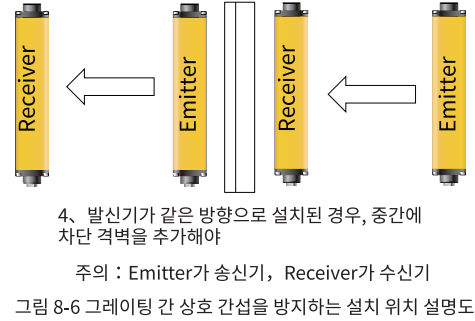 Receiver
Emitter
Receiver
Emitter
4、발신기가 같은 방향으로 설치된 경우, 중간에
차단 격벽을 추가해야
주의：Emitter가 송신기，Receiver가 수신기
그림 8-6 그레이팅 간 상호 간섭을 방지하는 설치 위치 설명도